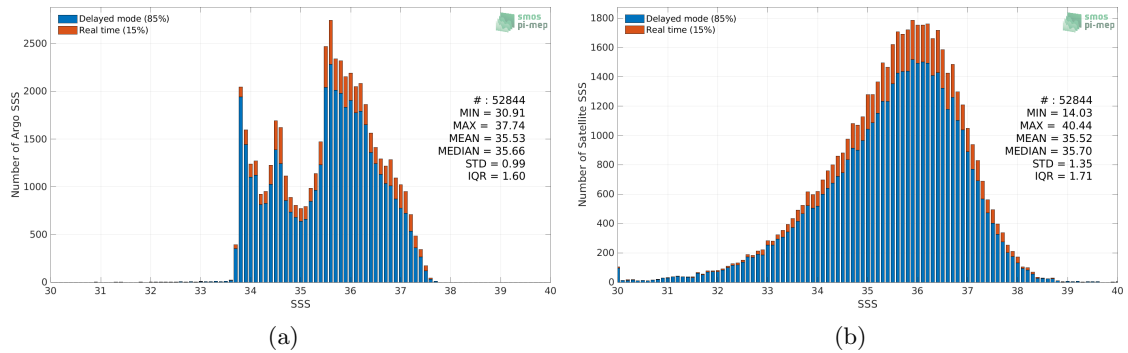 Delayed mode (85%)
Real time (15%)
smos
pi-mep
Number of Argo SSS
2500
2000
1500
1000
500
0
# : 52844
MIN = 30.91
MAX = 37.74
MEAN = 35.53
MEDIAN = 35.66
STD = 0.99
IQR = 1.60
30 31 32 33 34 35 36 37 38 39 40
SSS
(a)
Delayed mode (85%)
Real time (15%)
smos
pi-mep
Number of Satellite SSS
1800
1600
1400
1200
1000
800
600
400
200
0
# : 52844
MIN = 14.03
MAX = 40.44
MEAN = 35.52
MEDIAN = 35.70
STD = 1.35
IQR = 1.71
30 31 32 33 34 35 36 37 38 39 40
SSS
(b)